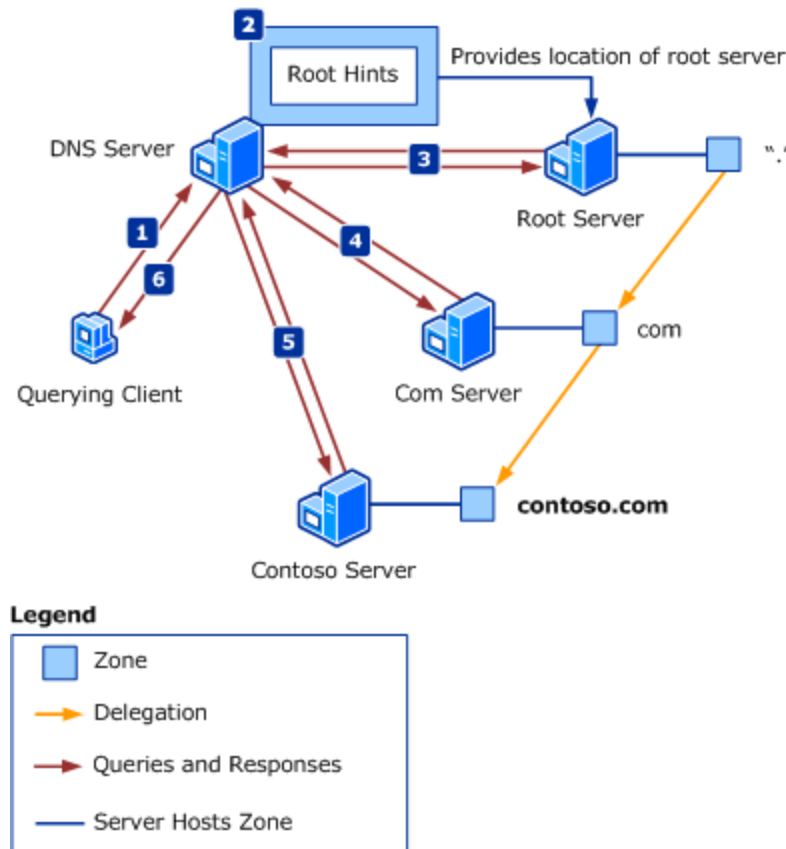 2
Root Hints
Provides location of root server
DNS Server
3
"."
Root Server
1
4
6
5
com
Querying Client
Com Server
contoso.com
Contoso Server
Legend
Zone
Delegation
Queries and Responses
Server Hosts Zone